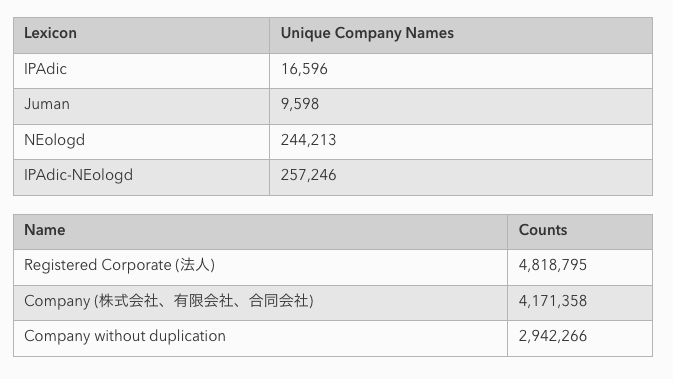 Lexicon Unique Company Names
IPAdic 16,596
Juman 9,598
NEologd 244,213
IPAdic-NEologd 257,246
Name Counts
Registered Corporate (法人) 4,818,795
Company (株式会社、有限会社、合同会社) 4,171,358
Company without duplication 2,942,266